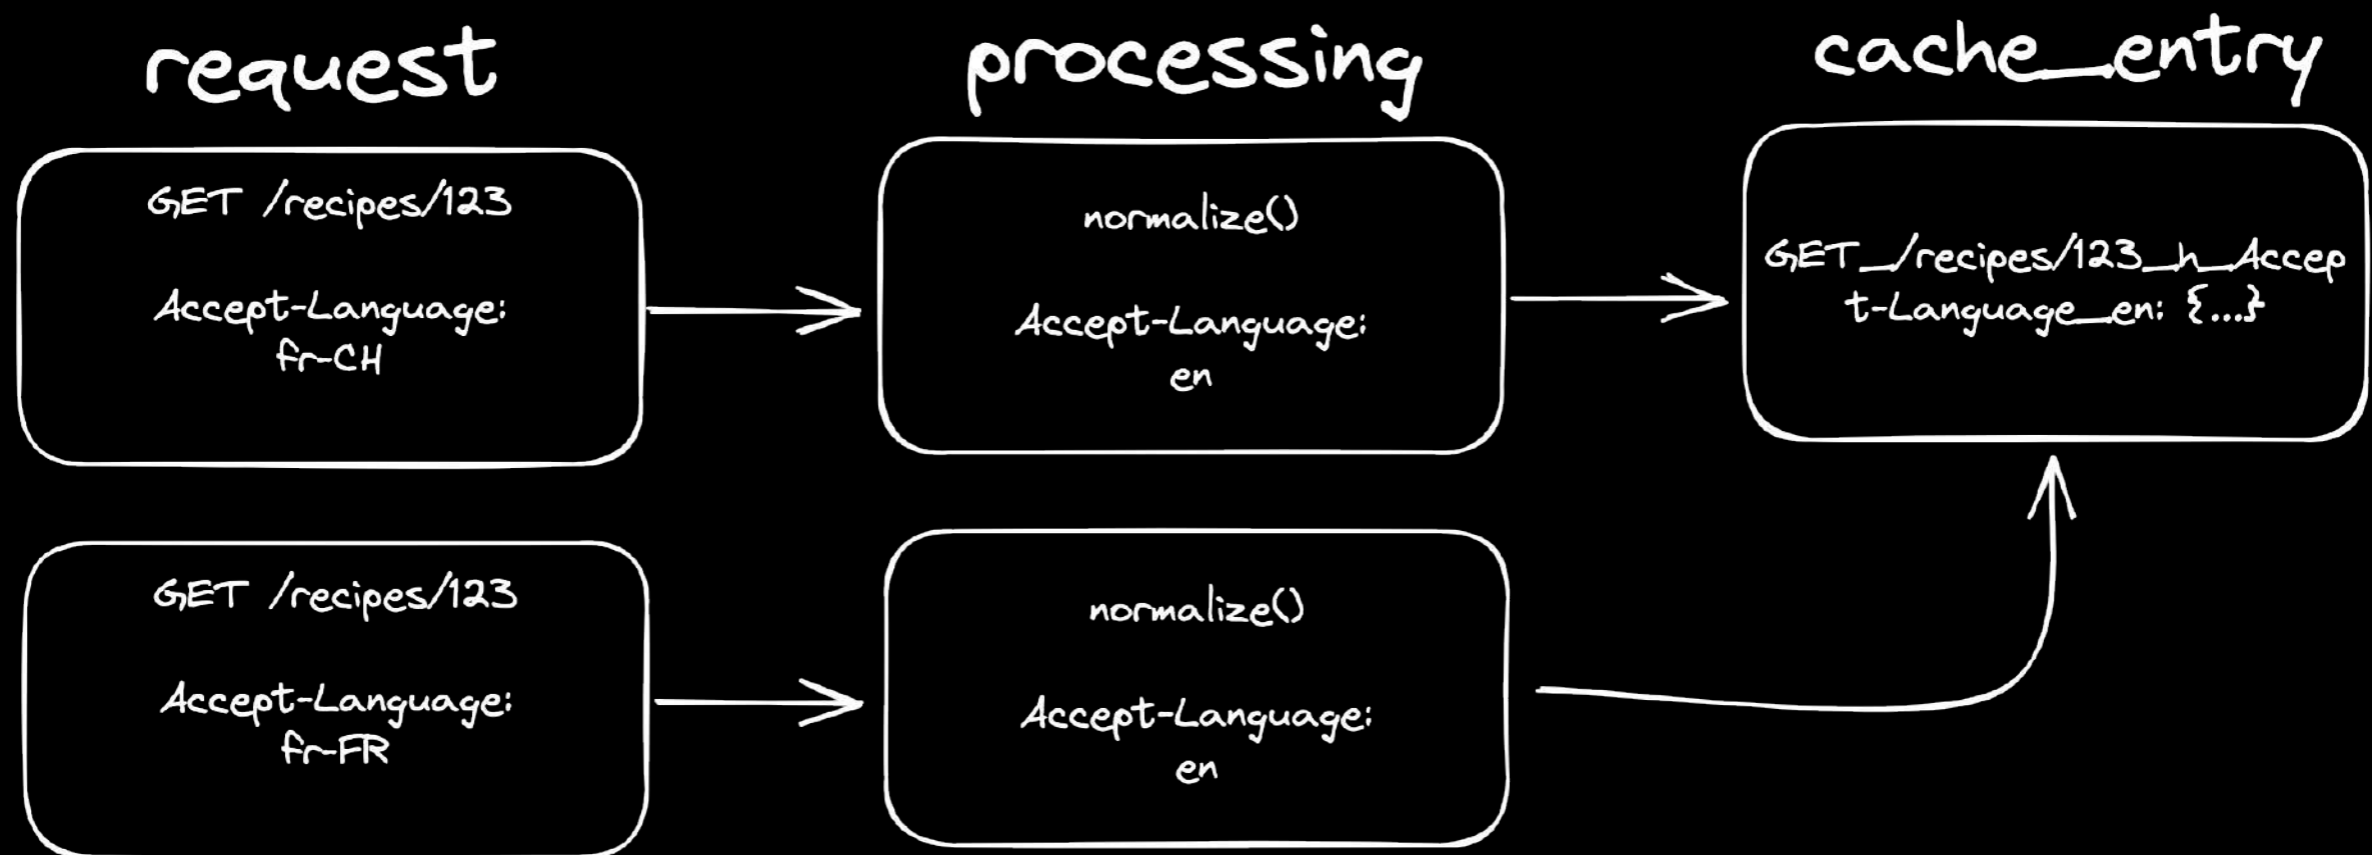 request
processing
cache_entry
GET /recipes/123
Accept-Language:
fr-CH
normalize()
Accept-Language:
en
GET_/recipes/123_h_Accep
t-Language_en: {...}
GET /recipes/123
Accept-Language:
fr-FR
normalize()
Accept-Language:
en